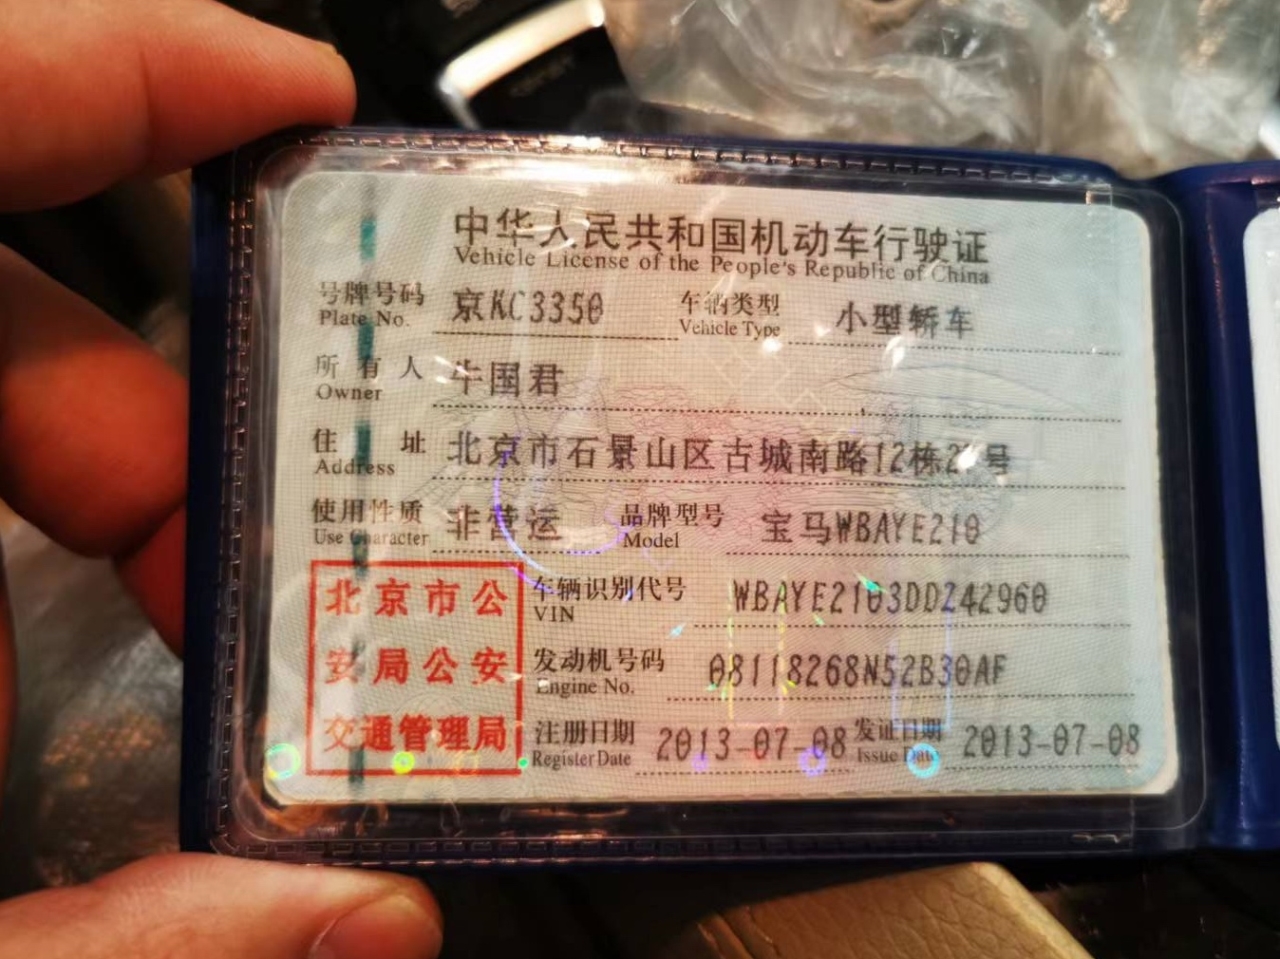 中华人民共和国机动车行驶证
Vehicle License of the People's Republic of China
号牌号码 京KC3350 车辆类型 小型轿车
Plate No. Vehicle Type
所有人 牛国君
Owner
住址 北京市石景山区古城南路12栋2号
Address
使用性质 非营运 品牌型号 宝马WBAYE210
Use Character Model
北京市公
安局公安
交通管理局
车辆识别代号 WBAYE2103DDZ42960
VIN
发动机号码 08118268N52B30AF
Engine No.
注册日期 2013-07-08 发证日期 2013-07-08
Register Date Issue Date